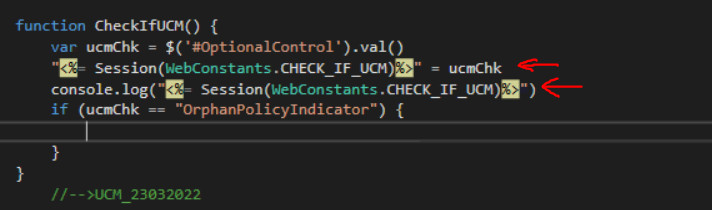 function CheckIfUCM() {
var ucmChk = $('#OptionalControl').val()
"<%= Session(WebConstants.CHECK_IF_UCM)%>" = ucmChk
console.log("<%= Session(WebConstants.CHECK_IF_UCM)%>")
if (ucmChk == "OrphanPolicyIndicator") {
}
}
//-->UCM_23032022